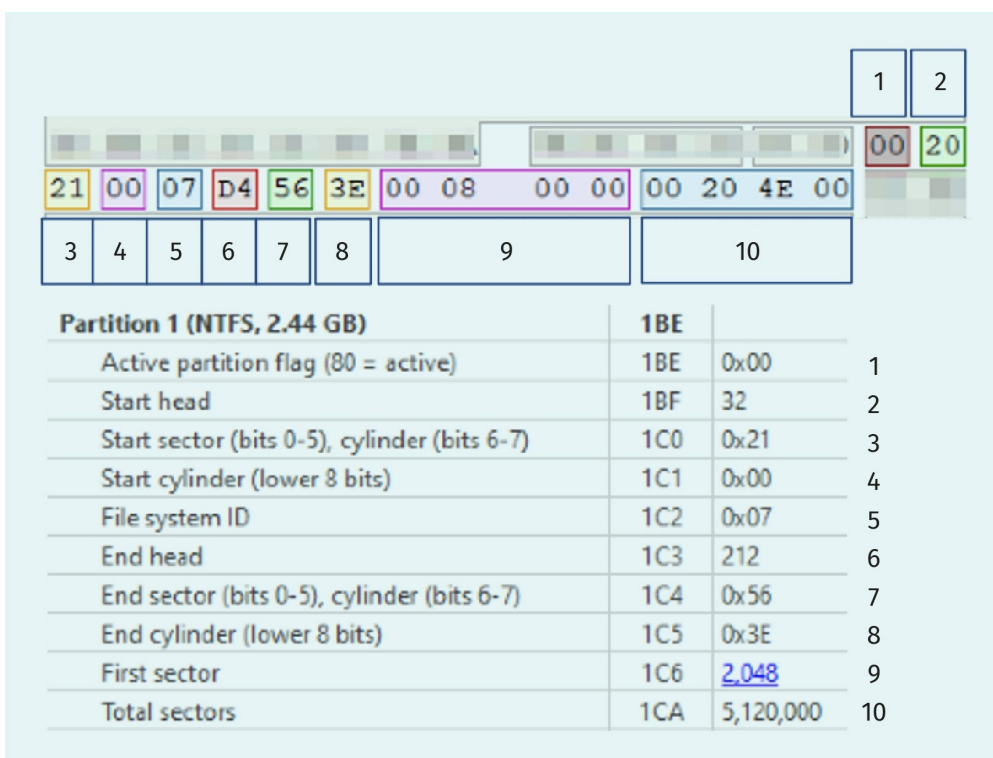 1 2
00 20
21 00 07 D4 56 3E 00 08 00 00 00 20 4E 00
3 4 5 6 7 8 9 10
Partition 1 (NTFS, 2.44 GB) 1BE
Active partition flag (80 = active) 1BE 0x00 1
Start head 1BF 32 2
Start sector (bits 0-5), cylinder (bits 6-7) 1C0 0x21 3
Start cylinder (lower 8 bits) 1C1 0x00 4
File system ID 1C2 0x07 5
End head 1C3 212 6
End sector (bits 0-5), cylinder (bits 6-7) 1C4 0x56 7
End cylinder (lower 8 bits) 1C5 0x3E 8
First sector 1C6 2,048 9
Total sectors 1CA 5,120,000 10